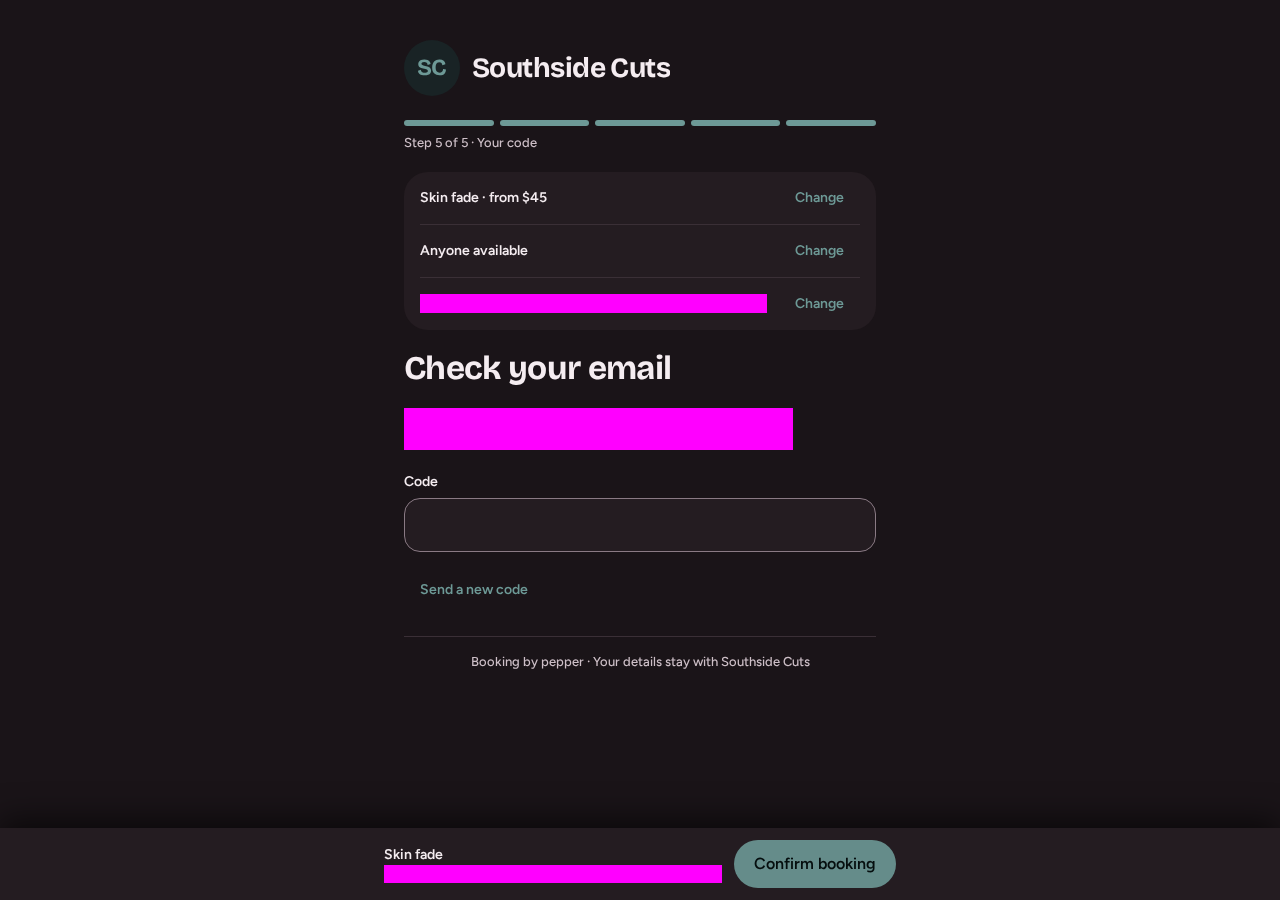 SC
Southside Cuts
Step 5 of 5 · Your code
Skin fade · from $45
Change
Anyone available
Change
Change
Check your email
Code
Send a new code
Booking by pepper · Your details stay with Southside Cuts
Skin fade
Confirm booking